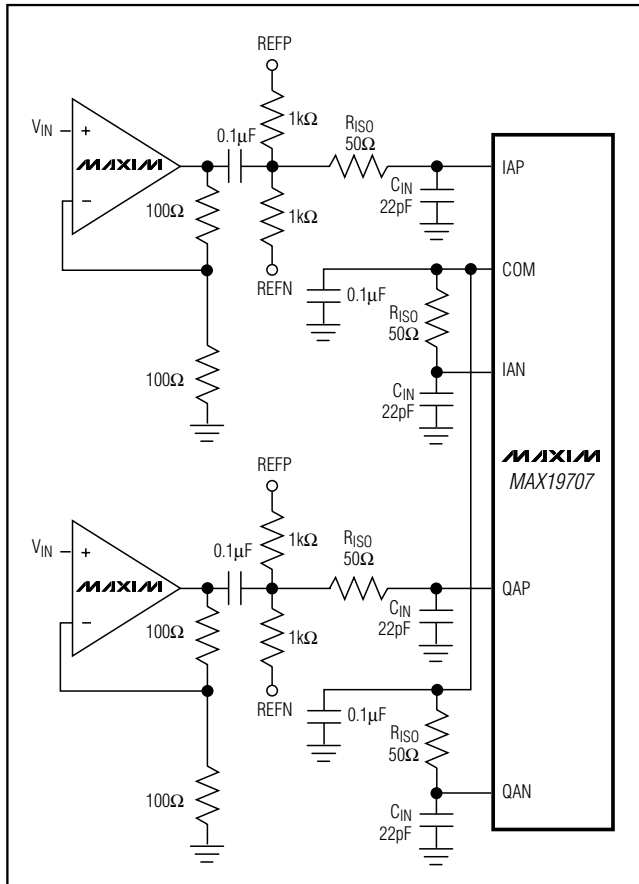 REFP
VIN
+
MAXIM
−
0.1µF
1kΩ
RISO
50Ω
IAP
CIN
22pF
100Ω
1kΩ
REFN
COM
0.1µF
RISO
50Ω
IAN
CIN
22pF
100Ω
MAXIM
MAX19707
REFP
VIN
+
MAXIM
−
0.1µF
1kΩ
RISO
50Ω
QAP
CIN
22pF
100Ω
1kΩ
REFN
0.1µF
RISO
50Ω
QAN
CIN
22pF
100Ω